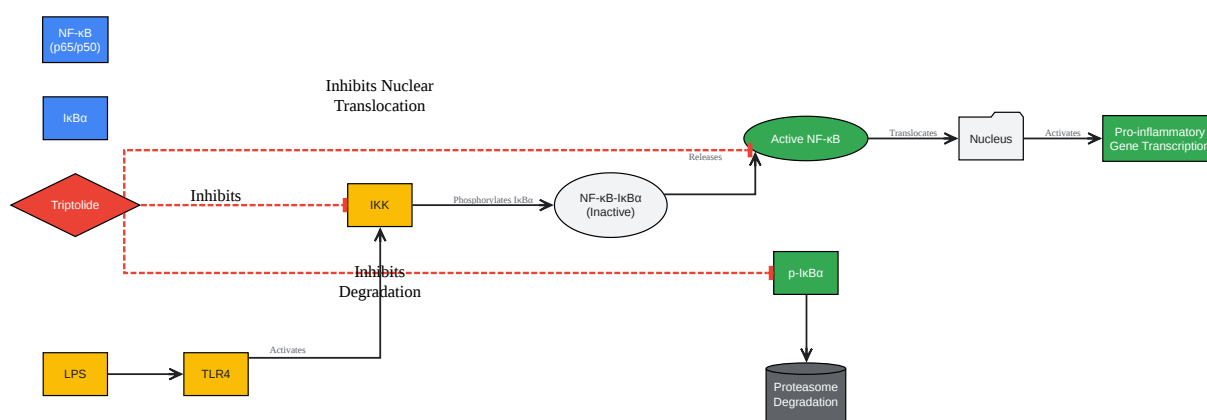 NF-κB
(p65/p50)
IκBα
Inhibits Nuclear
Translocation
Active NF-κB
Translocates
Nucleus
Activates
Pro-inflammatory
Gene Transcription
Releases
Triptolide
Inhibits
IKK
Phosphorylates IκBα
NF-κB-IκBα
(Inactive)
Inhibits
Degradation
p-IκBα
LPS
TLR4
Activates
Proteasome
Degradation